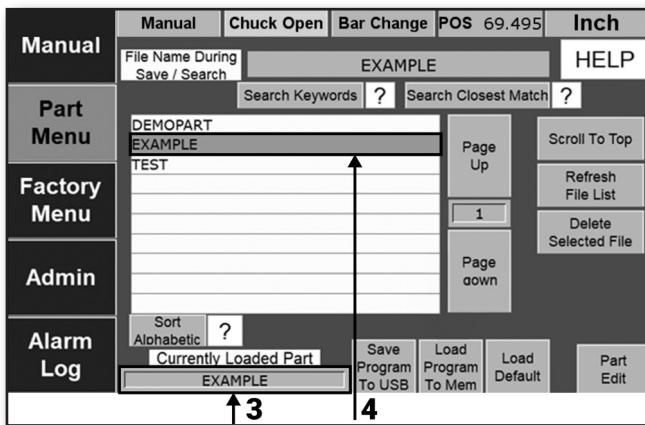 Manual Chuck Open Bar Change POS 69.495 Inch
Manual
File Name During
Save / Search
EXAMPLE
HELP
Search Keywords ? Search Closest Match ?
Part
Menu
DEMOPART
EXAMPLE
TEST
Page
Up
1
Page
down
Scroll To Top
Refresh
File List
Delete
Selected File
Factory
Menu
Admin
Sort
Alphabetic
?
Alarm
Log
Currently Loaded Part
EXAMPLE
Save
Program
To USB
Load
Program
To Mem
Load
Default
Part
Edit
3 4